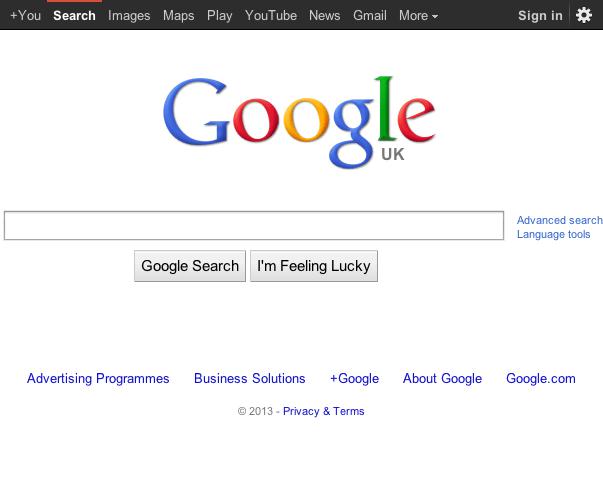 +You Search Images Maps Play YouTube News Gmail More Sign in
Google
UK
Advanced search
Language tools
Google Search I'm Feeling Lucky
Advertising Programmes Business Solutions +Google About Google Google.com
© 2013 - Privacy & Terms